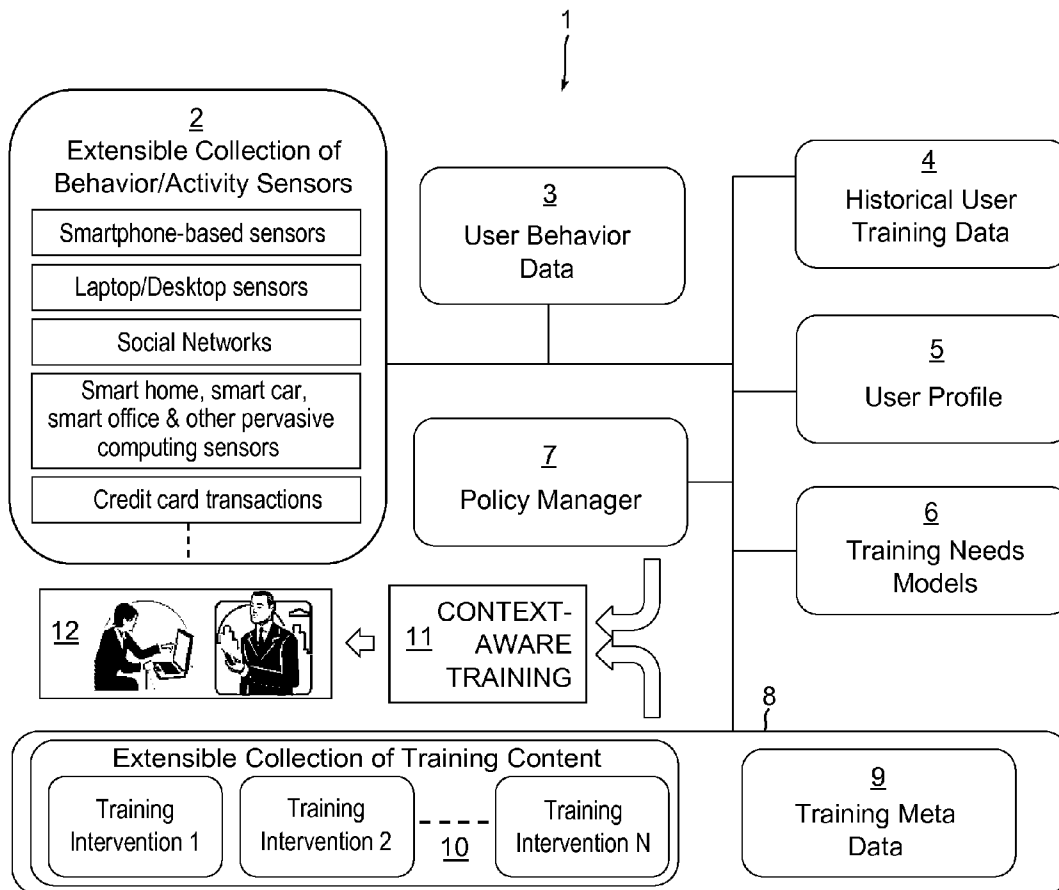 1
2
Extensible Collection of
Behavior/Activity Sensors
Smartphone-based sensors
Laptop/Desktop sensors
Social Networks
Smart home, smart car,
smart office & other pervasive
computing sensors
Credit card transactions
3
User Behavior
Data
4
Historical User
Training Data
5
User Profile
7
Policy Manager
6
Training Needs
Models
12
11
CONTEXT-
AWARE
TRAINING
8
Extensible Collection of Training Content
Training
Intervention 1
Training
Intervention 2
10
Training
Intervention N
9
Training Meta
Data